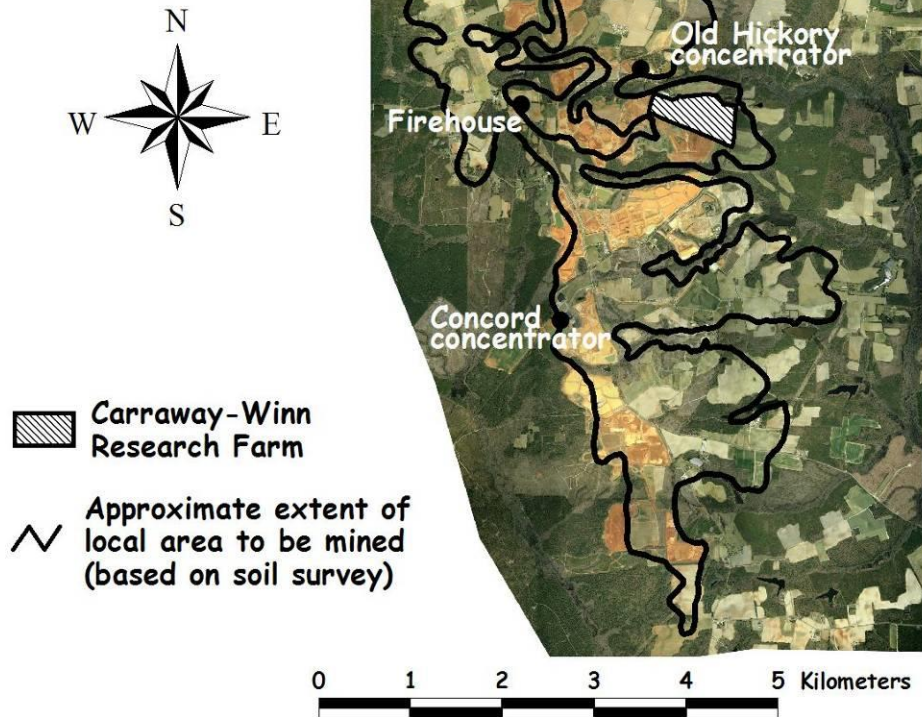 N
W
E
S
Old Hickory
concentrator
Firehouse
Concord
concentrator
Carraway-Winn
Research Farm
Approximate extent of
local area to be mined
(based on soil survey)
0 1 2 3 4 5 Kilometers